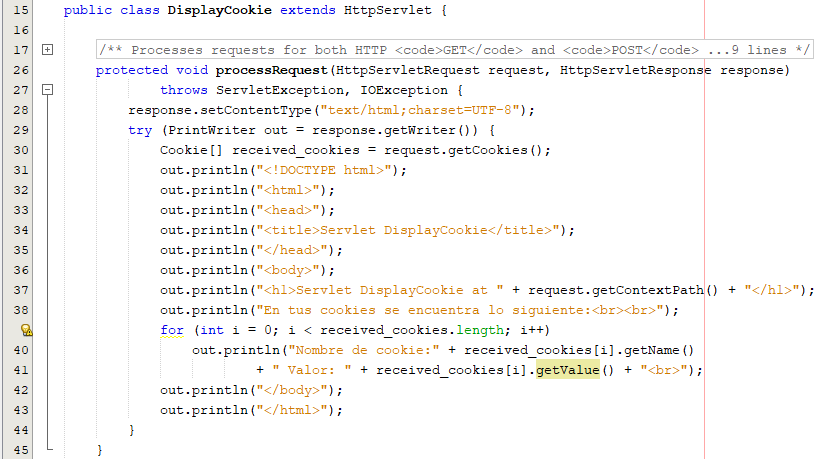 15 public class DisplayCookie extends HttpServlet {
16
17 /** Processes requests for both HTTP <code>GET</code> and <code>POST</code> ...9 lines */
26 protected void processRequest(HttpServletRequest request, HttpServletResponse response)
27 throws ServletException, IOException {
28 response.setContentType("text/html;charset=UTF-8");
29 try (PrintWriter out = response.getWriter()) {
30 Cookie[] received_cookies = request.getCookies();
31 out.println("<!DOCTYPE html>");
32 out.println("<html>");
33 out.println("<head>");
34 out.println("<title>Servlet DisplayCookie</title>");
35 out.println("</head>");
36 out.println("<body>");
37 out.println("<h1>Servlet DisplayCookie at " + request.getContextPath() + "</h1>");
38 out.println("En tus cookies se encuentra lo siguiente:<br><br>");
for (int i = 0; i < received_cookies.length; i++)
40 out.println("Nombre de cookie:" + received_cookies[i].getName()
41 + " Valor: " + received_cookies[i].getValue() + "<br>");
42 out.println("</body>");
43 out.println("</html>");
44 }
45 }